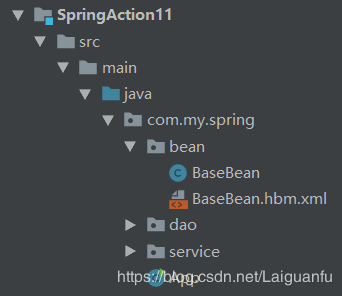 SpringAction11
src
main
java
com.my.spring
bean
BaseBean
BaseBean.hbm.xml
dao
service
App
https://blog.csdn.net/Laiguanfu